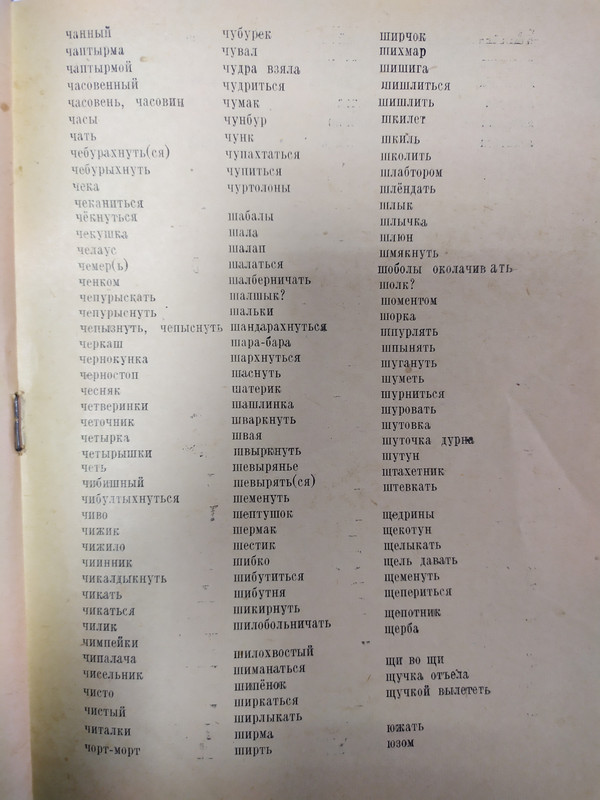 чанный
чаптырма
чаптырмой
часовенный
часовень, часовин
часы
чать
чебурахнуть(ся)
чебурыхнуть
чека
чеканиться
чёкнуться
чекушка
челаус
чемер(ъ)
ченком
чепурыскать
чепурыснуть
чепызнуть, чепыснуть
черкаш
чернокунка
черностоп
чесняк
четверинки
четочник
четырка
четырышки
четь
чибишный
чибултыхнуться
чиво
чижик
чижило
чиянник
чикалдыкнуть
чикать
чикаться
чилик
чимпейки
чипалача
чисельник
чисто
чистый
читалки
чорт-морт
чубурек
чувал
чудра взяла
чудриться
чумак
чунбур
чунк
чупахтаться
чупиться
чуртолоны
шабалы
шала
шалап
шалаться
шалберничать
шалшык?
шальки
шандарахнуться
шара-бара
шархнуться
шаснуть
шатерик
шашлинка
шваркнуть
швая
швыркнуть
шевырянье
шевырять(ся)
шеменуть
шептушок
шермак
шестик
шибко
шибутиться
шибутня
шикирнуть
шилобольничать
шилохвостый
шиманаться
шипёнок
ширкаться
ширлыкать
ширма
ширть
ширчок
шихмар
шишига
шишлиться
шишлить
шкилет
шкиль
школить
шлабтором
шлёндать
шлык
шлычка
шлюн
шмякнуть
шоболы околачивать
шолк?
шоментом
шорка
шпурлять
шпынять
шугануть
шуметь
шурниться
шуровать
шутовка
шуточка дурна
шутун
штахетник
штевкать
щедрины
щекотун
щелыкать
щель давать
щеменуть
щепериться
щепотник
щерба
щи во щи
щучка отъела
щучкой вылететь
южать
юзом